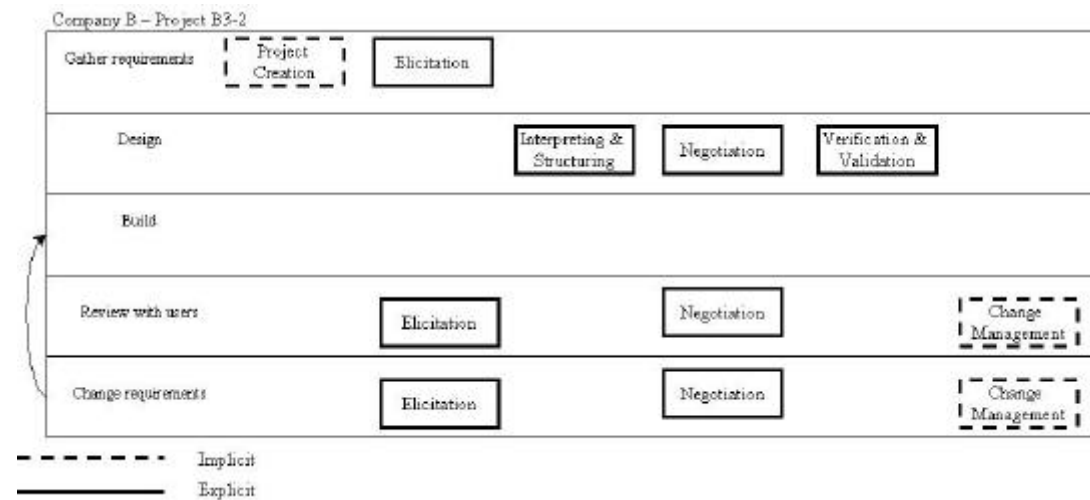 Company B – Project B3-2
Gather requirements
Project
Creation
Elicitation
Design
Interpreting &
Structuring
Negotiation
Verification &
Validation
Build
Review with users
Elicitation
Negotiation
Change
Management
Change requirements
Elicitation
Negotiation
Change
Management
Implicit
Explicit